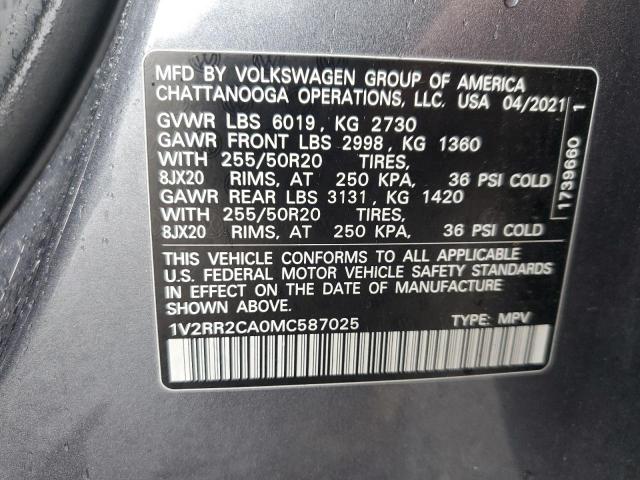 MFD BY VOLKSWAGEN GROUP OF AMERICA
CHATTANOOGA OPERATIONS, LLC. USA 04/2021
GVWR LBS 6019, KG 2730
GAWR FRONT LBS 2998, KG 1360
WITH 255/50R20 TIRES,
8JX20 RIMS, AT 250 KPA, 36 PSI COLD
GAWR REAR LBS 3131, KG 1420
WITH 255/50R20 TIRES,
8JX20 RIMS, AT 250 KPA, 36 PSI COLD
THIS VEHICLE CONFORMS TO ALL APPLICABLE
U.S. FEDERAL MOTOR VEHICLE SAFETY STANDARDS
IN EFFECT ON THE DATE OF MANUFACTURE
SHOWN ABOVE.
1V2RR2CA0MC587025 TYPE: MPV
1739660 1